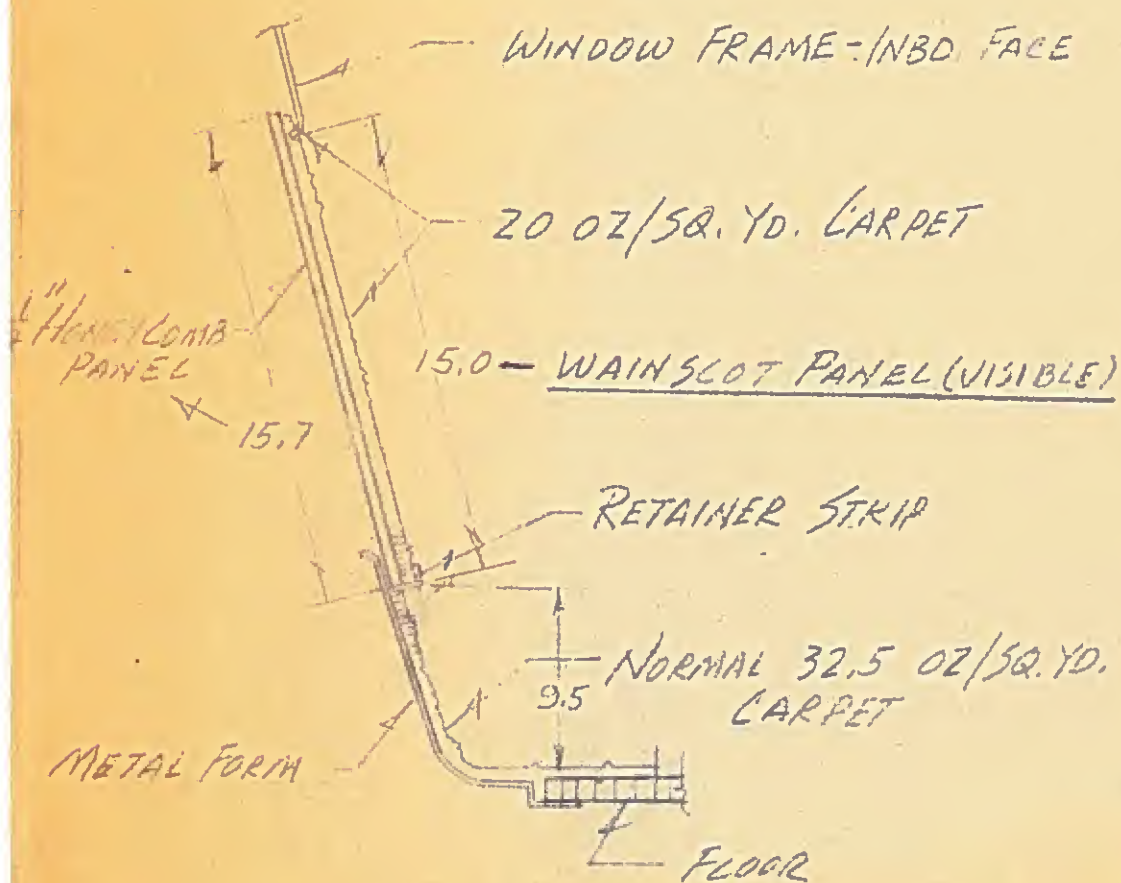 WINDOW FRAME-INBD. FACE
20 OZ/SQ. YD. CARPET
1/2" HONEYCOMB
PANEL
15.0 — WAINSCOT PANEL (VISIBLE)
15.7
RETAINER STRIP
9.5
NORMAL 32.5 OZ/SQ. YD.
CARPET
METAL FORM
FLOOR